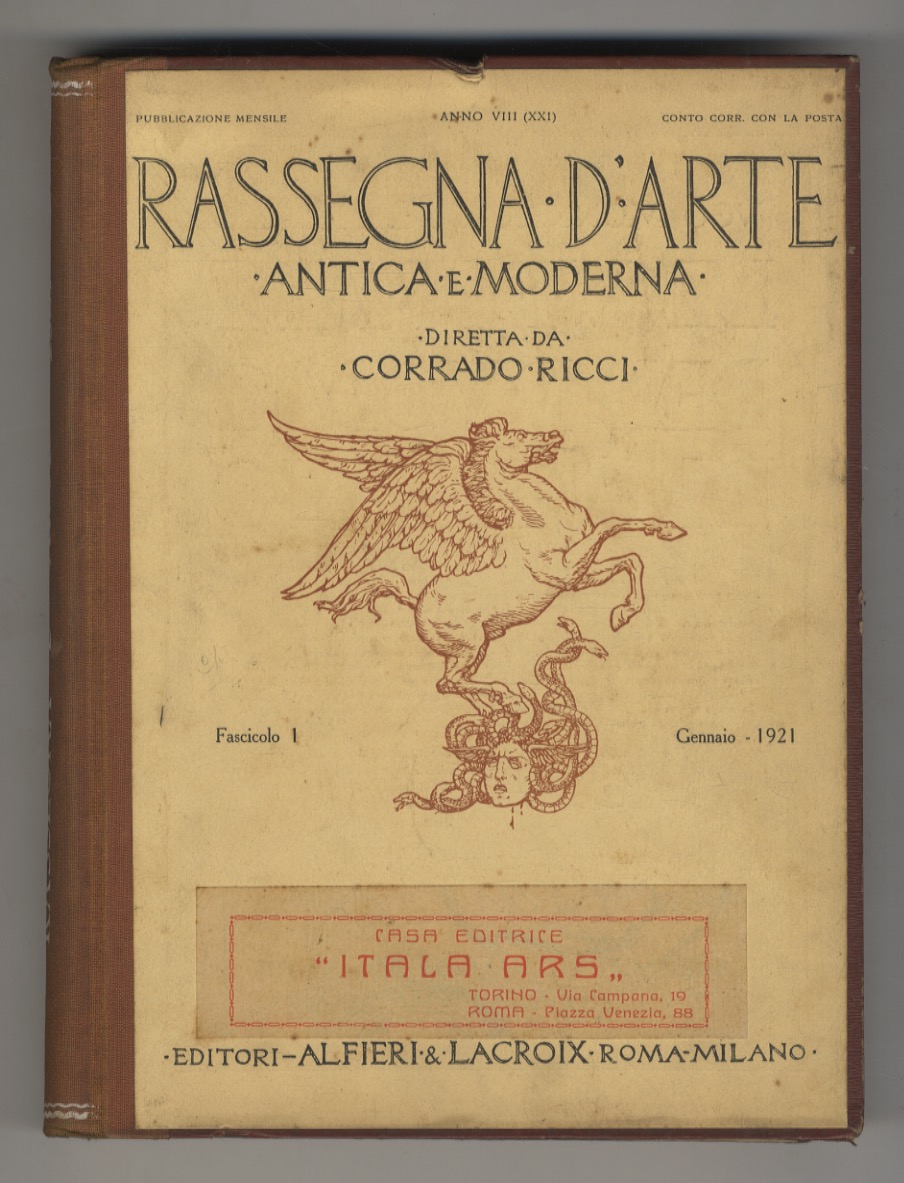 PUBBLICAZIONE MENSILE
ANNO VIII (XXI)
CONTO CORR. CON LA POSTA
RASSEGNA·D'ARTE
·ANTICA·E·MODERNA·
·DIRETTA·DA·
·CORRADO·RICCI·
Fascicolo 1
Gennaio - 1921
CASA EDITRICE
"ITALA ARS„
TORINO - Via Campana, 19
ROMA - Piazza Venezia, 88
·EDITORI–ALFIERI·&·LACROIX·ROMA-MILANO·